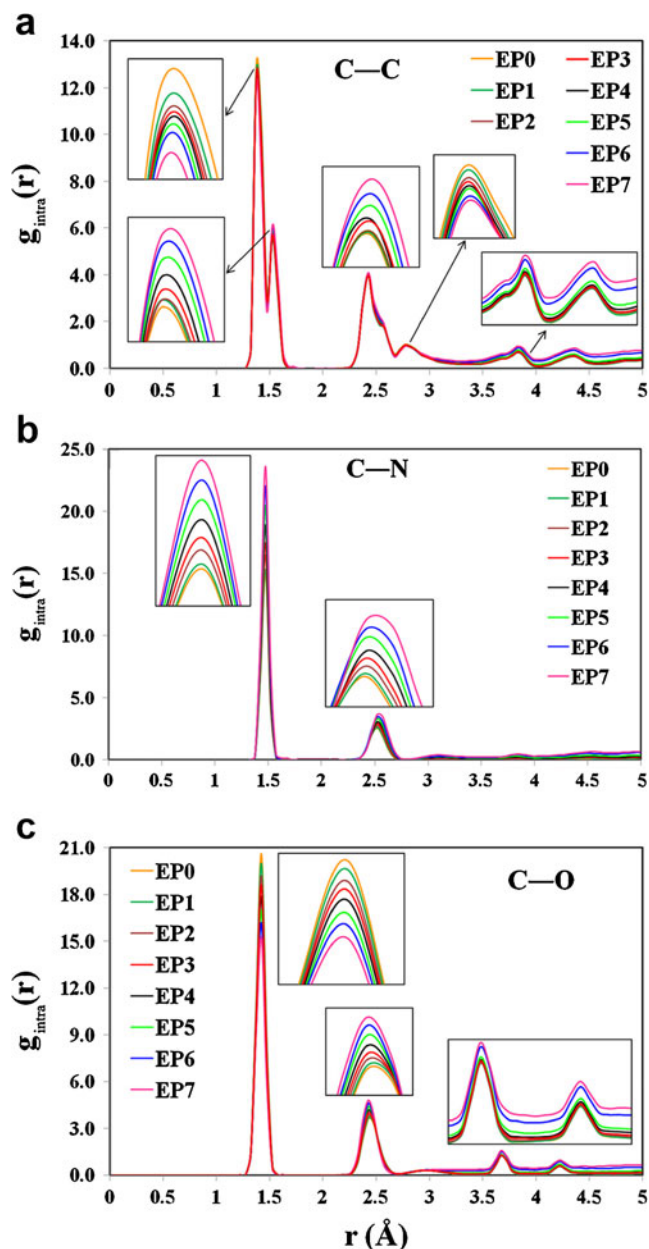 a
14.0
12.0
10.0
8.0
6.0
4.0
2.0
0.0
g_intra(r)
C—C
EP0 EP3
EP1 EP4
EP2 EP5
EP6
EP7
0 0.5 1 1.5 2 2.5 3 3.5 4 4.5 5
b
25.0
20.0
15.0
10.0
5.0
0.0
g_intra(r)
C—N
EP0
EP1
EP2
EP3
EP4
EP5
EP6
EP7
0 0.5 1 1.5 2 2.5 3 3.5 4 4.5 5
c
21.0
18.0
15.0
12.0
9.0
6.0
3.0
0.0
g_intra(r)
C—O
EP0
EP1
EP2
EP3
EP4
EP5
EP6
EP7
0 0.5 1 1.5 2 2.5 3 3.5 4 4.5 5
r (Å)